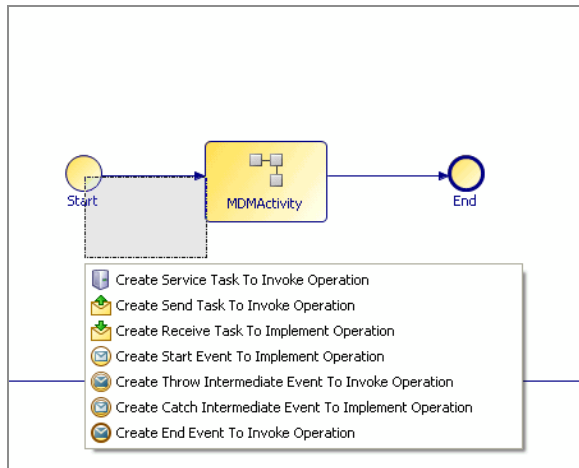 Start
MDMActivity
End
Create Service Task To Invoke Operation
Create Send Task To Invoke Operation
Create Receive Task To Implement Operation
Create Start Event To Implement Operation
Create Throw Intermediate Event To Invoke Operation
Create Catch Intermediate Event To Implement Operation
Create End Event To Invoke Operation